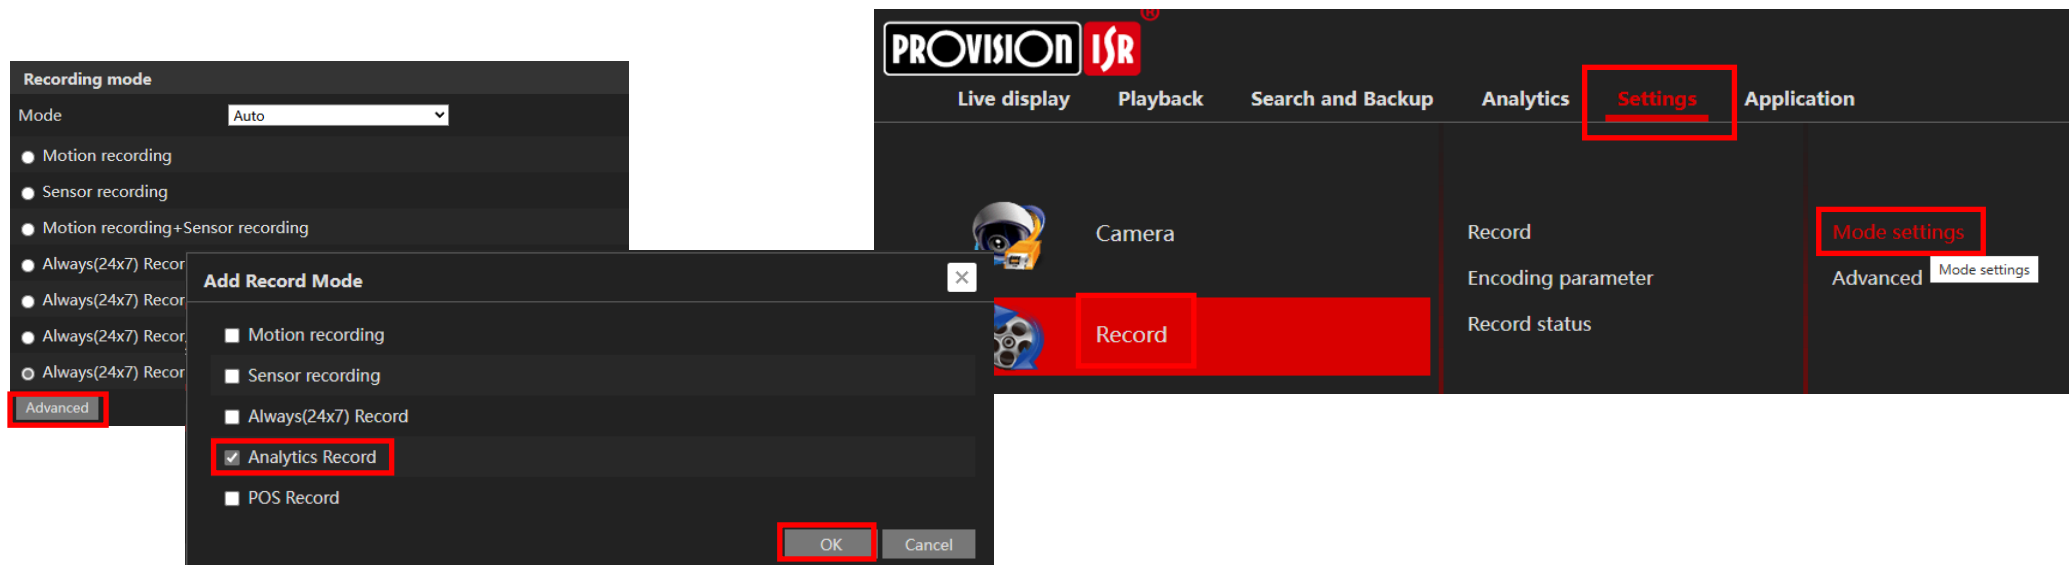 Recording mode
Mode
Auto
Motion recording
Sensor recording
Motion recording+Sensor recording
Always(24x7) Recor
Always(24x7) Recor
Always(24x7) Recor
Always(24x7) Recor
Advanced
Add Record Mode
Motion recording
Sensor recording
Always(24x7) Record
Analytics Record
POS Record
OK
Cancel
PROVISION ISR
Live display
Playback
Search and Backup
Analytics
Settings
Application
Camera
Record
Record
Encoding parameter
Record status
Mode settings
Advanced
Mode settings